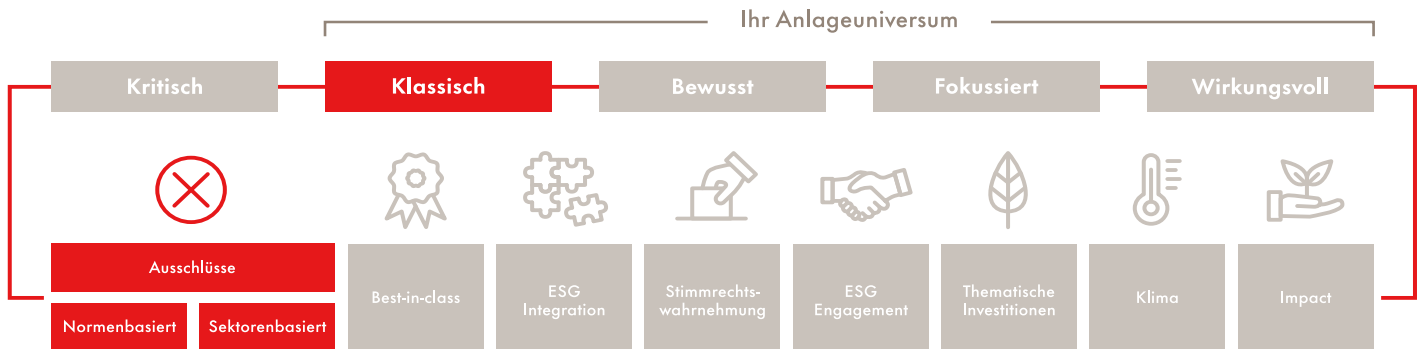 Ihr Anlageuniversum
Kritisch
Klassisch
Bewusst
Fokussiert
Wirkungsvoll
Ausschlüsse
Normenbasiert
Sektorenbasiert
Best-in-class
ESG
Integration
Stimmrechts-
wahrnehmung
ESG
Engagement
Thematische
Investitionen
Klima
Impact